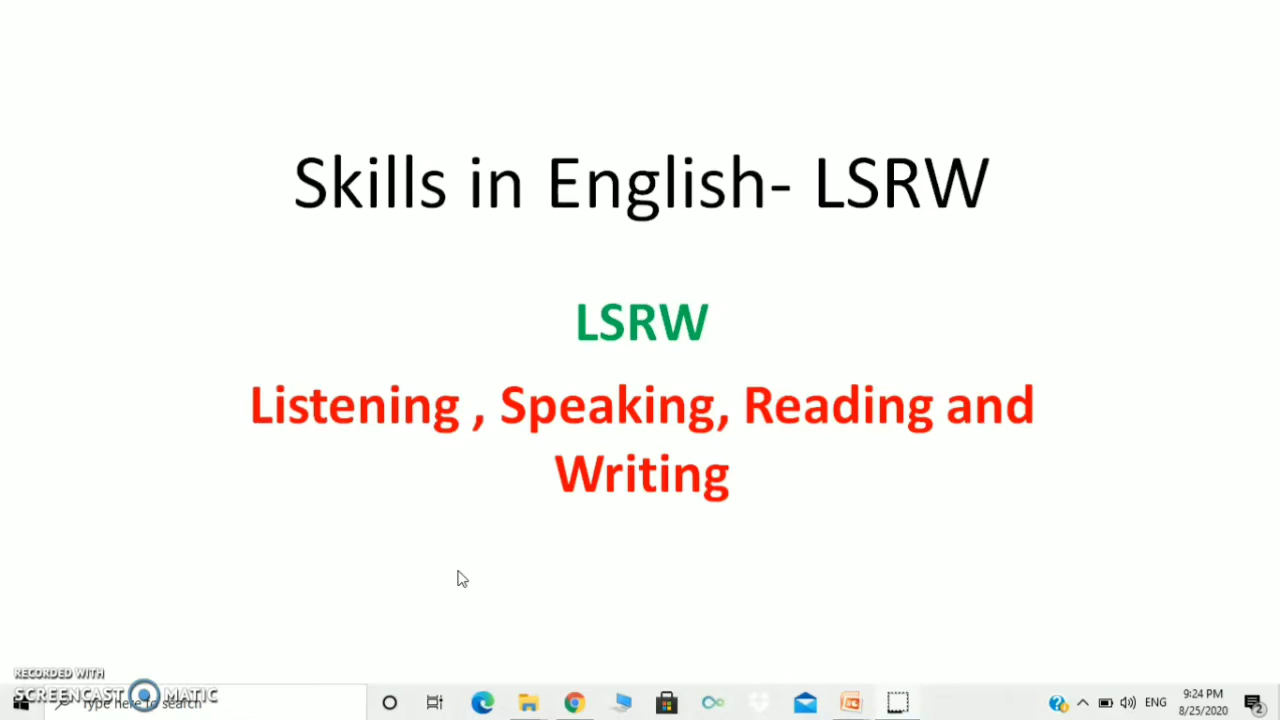 Skills in English- LSRW
LSRW
Listening , Speaking, Reading and
Writing
RECORDED WITH
SCREENCAST MATIC
Type here to search
ENG
9:24 PM
8/25/2020
2